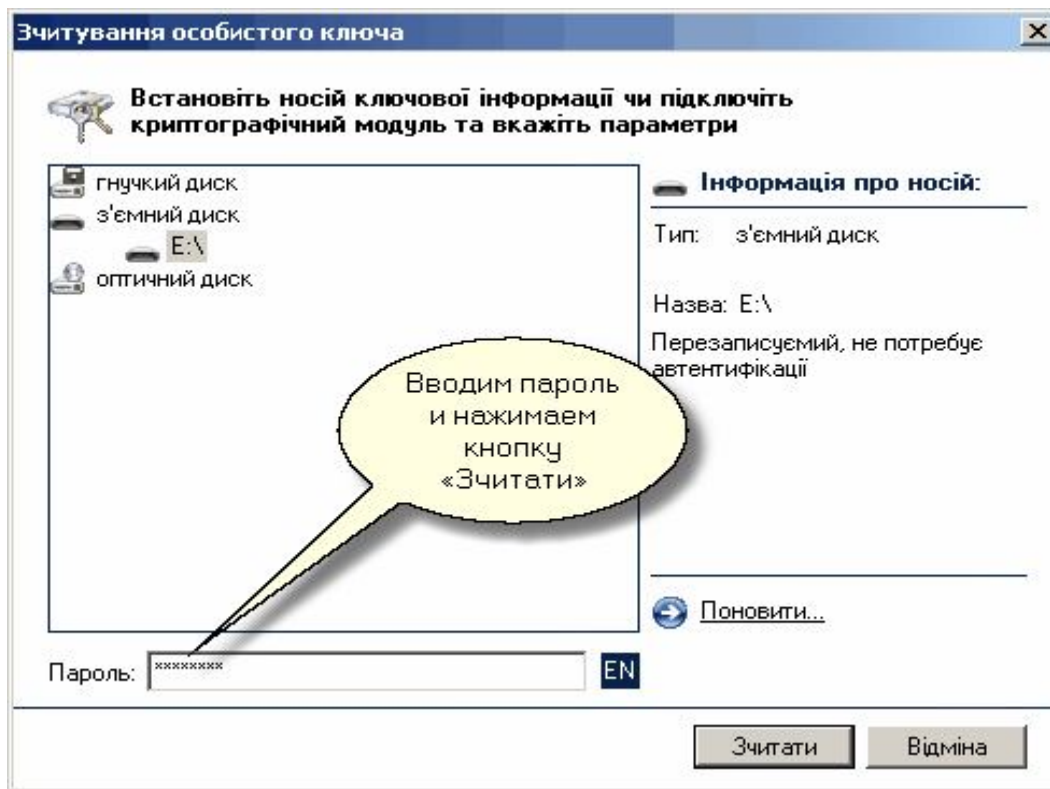 Зчитування особистого ключа
Встановіть носій ключової інформації чи підключіть
криптографічний модуль та вкажіть параметри
гнучкий диск
з'ємний диск
E:\
оптичний диск
Інформація про носій:
Тип: з'ємний диск
Назва: E:\
Перезаписуємий, не потребує
автентифікації
Вводим пароль
и нажимаем
кнопку
«Зчитати»
Поновити...
Пароль: ******** EN
Зчитати Відміна